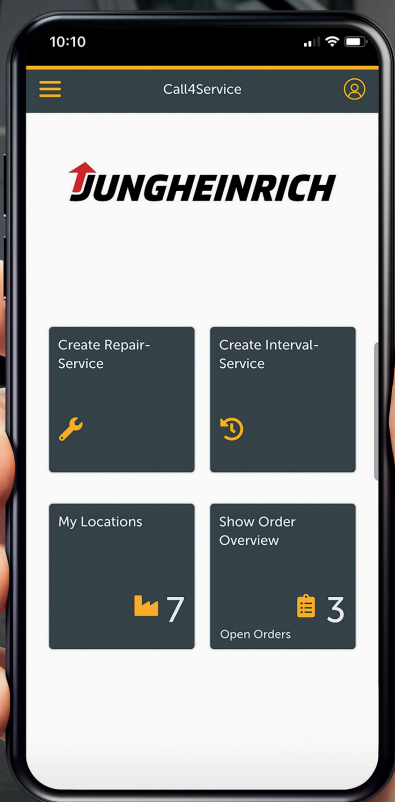 10:10
Call4Service
JUNGHEINRICH
Create Repair-
Service
Create Interval-
Service
My Locations
7
Show Order
Overview
3
Open Orders